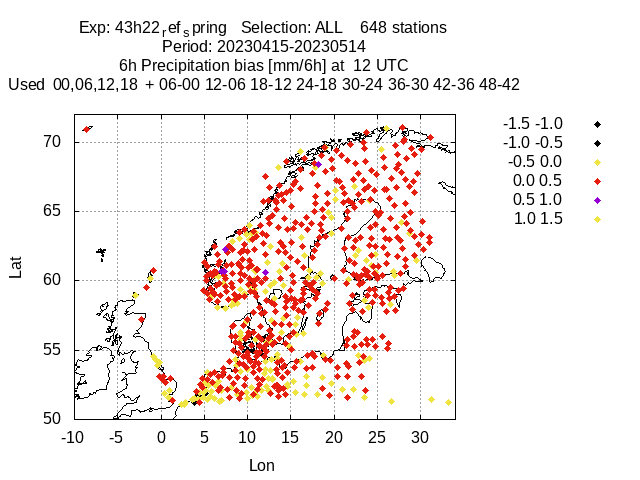 Exp: 43h22ref spring   Selection: ALL    648 stations
Period: 20230415-20230514
6h Precipitation bias [mm/6h] at  12 UTC
Used  00,06,12,18  + 06-00 12-06 18-12 24-18 30-24 36-30 42-36 48-42
-1.5 -1.0
-1.0 -0.5
-0.5 0.0
0.0 0.5
0.5 1.0
1.0 1.5
70
65
60
55
50
Lat
-10 -5 0 5 10 15 20 25 30
Lon